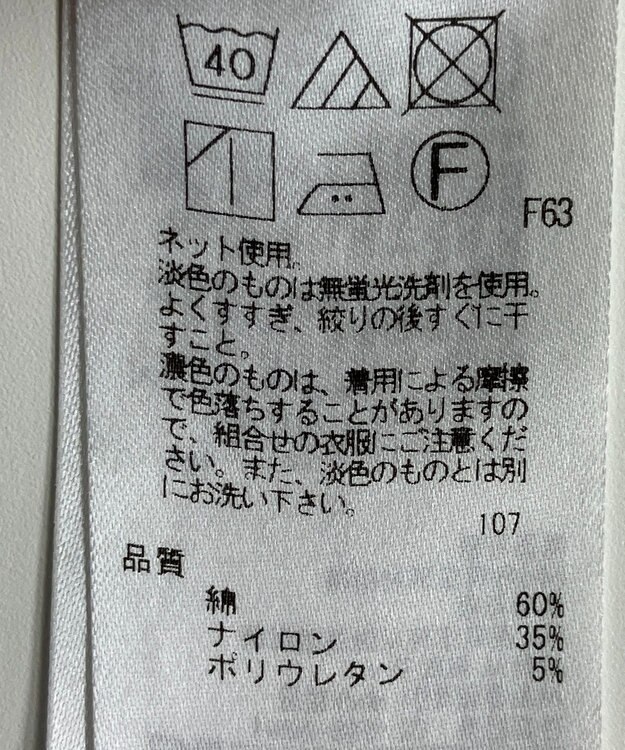 40
F
F63
ネット使用。
淡色のものは無蛍光洗剤を使用。
よくすすぎ、絞りの後すぐに干
すこと。
濃色のものは、着用による摩擦
で色落ちすることがありますの
で、組合せの衣服にご注意くだ
さい。また、淡色のものとは別
にお洗い下さい。
107
品質
綿 60%
ナイロン 35%
ポリウレタン 5%